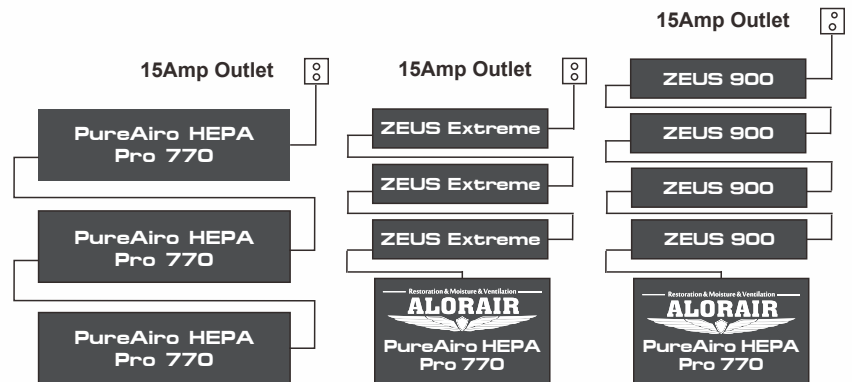 15Amp Outlet
PureAiro HEPA
Pro 770
PureAiro HEPA
Pro 770
PureAiro HEPA
Pro 770
15Amp Outlet
ZEUS Extreme
ZEUS Extreme
ZEUS Extreme
Restoration & Moisture & Ventilation
ALORAIR
PureAiro HEPA
Pro 770
15Amp Outlet
ZEUS 900
ZEUS 900
ZEUS 900
ZEUS 900
Restoration & Moisture & Ventilation
ALORAIR
PureAiro HEPA
Pro 770